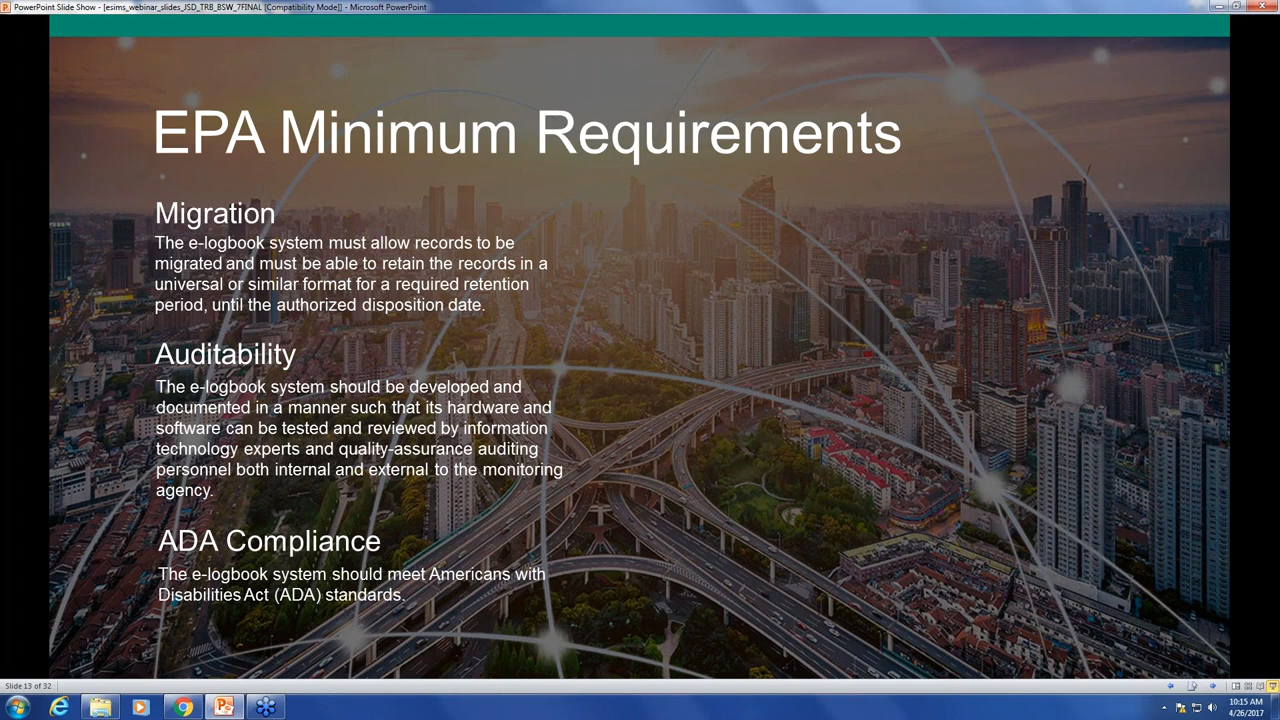 PowerPoint Slide Show - [esims_webinar_slides_JSD_TRB_BSW_7FINAL [Compatibility Mode]] - Microsoft PowerPoint
EPA Minimum Requirements
Migration
The e-logbook system must allow records to be
migrated and must be able to retain the records in a
universal or similar format for a required retention
period, until the authorized disposition date.
Auditability
The e-logbook system should be developed and
documented in a manner such that its hardware and
software can be tested and reviewed by information
technology experts and quality-assurance auditing
personnel both internal and external to the monitoring
agency.
ADA Compliance
The e-logbook system should meet Americans with
Disabilities Act (ADA) standards.
Slide 13 of 32
10:15 AM
4/26/2017